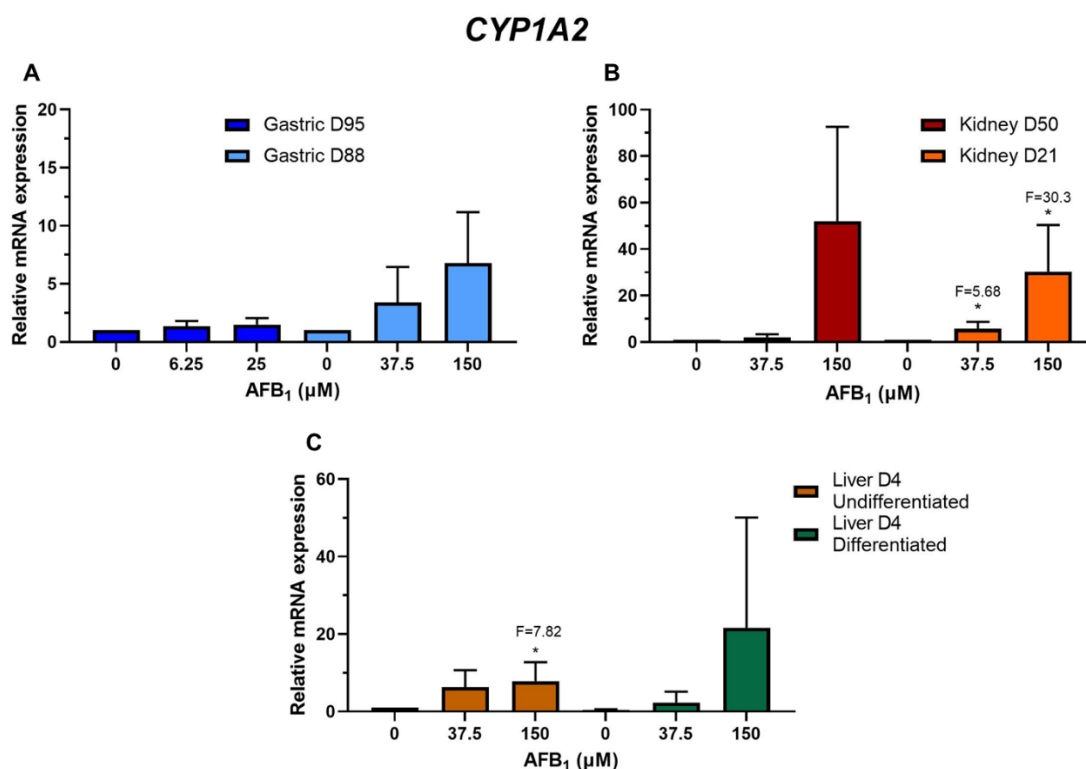 CYP1A2
A
Relative mRNA expression
20
15
10
5
0
Gastric D95
Gastric D88
0 6.25 25 0 37.5 150
AFB₁ (µM)
B
Relative mRNA expression
100
80
60
40
20
0
Kidney D50
Kidney D21
F=30.3
*
F=5.68
*
0 37.5 150 0 37.5 150
AFB₁ (µM)
C
Relative mRNA expression
60
40
20
0
Liver D4
Undifferentiated
Liver D4
Differentiated
F=7.82
*
0 37.5 150 0 37.5 150
AFB₁ (µM)